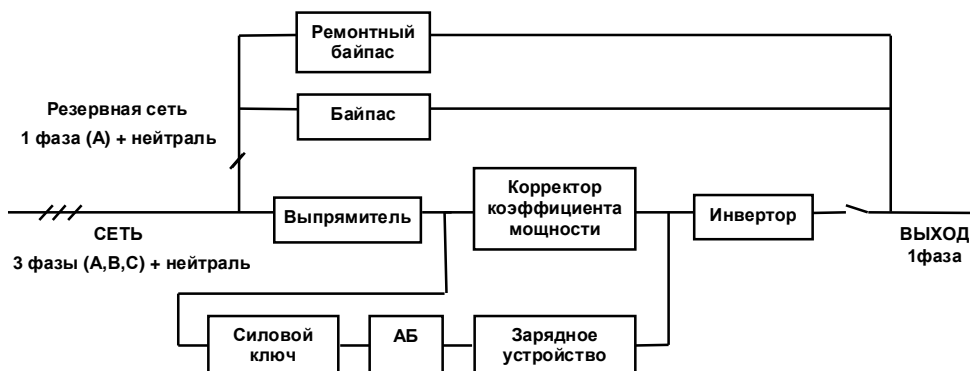 Ремонтный
байпас
Резервная сеть
1 фаза (А) + нейтраль
Байпас
Выпрямитель
Корректор
коэффициента
мощности
Инвертор
СЕТЬ
3 фазы (А,В,С) + нейтраль
ВЫХОД
1фаза
Силовой
ключ
АБ
Зарядное
устройство